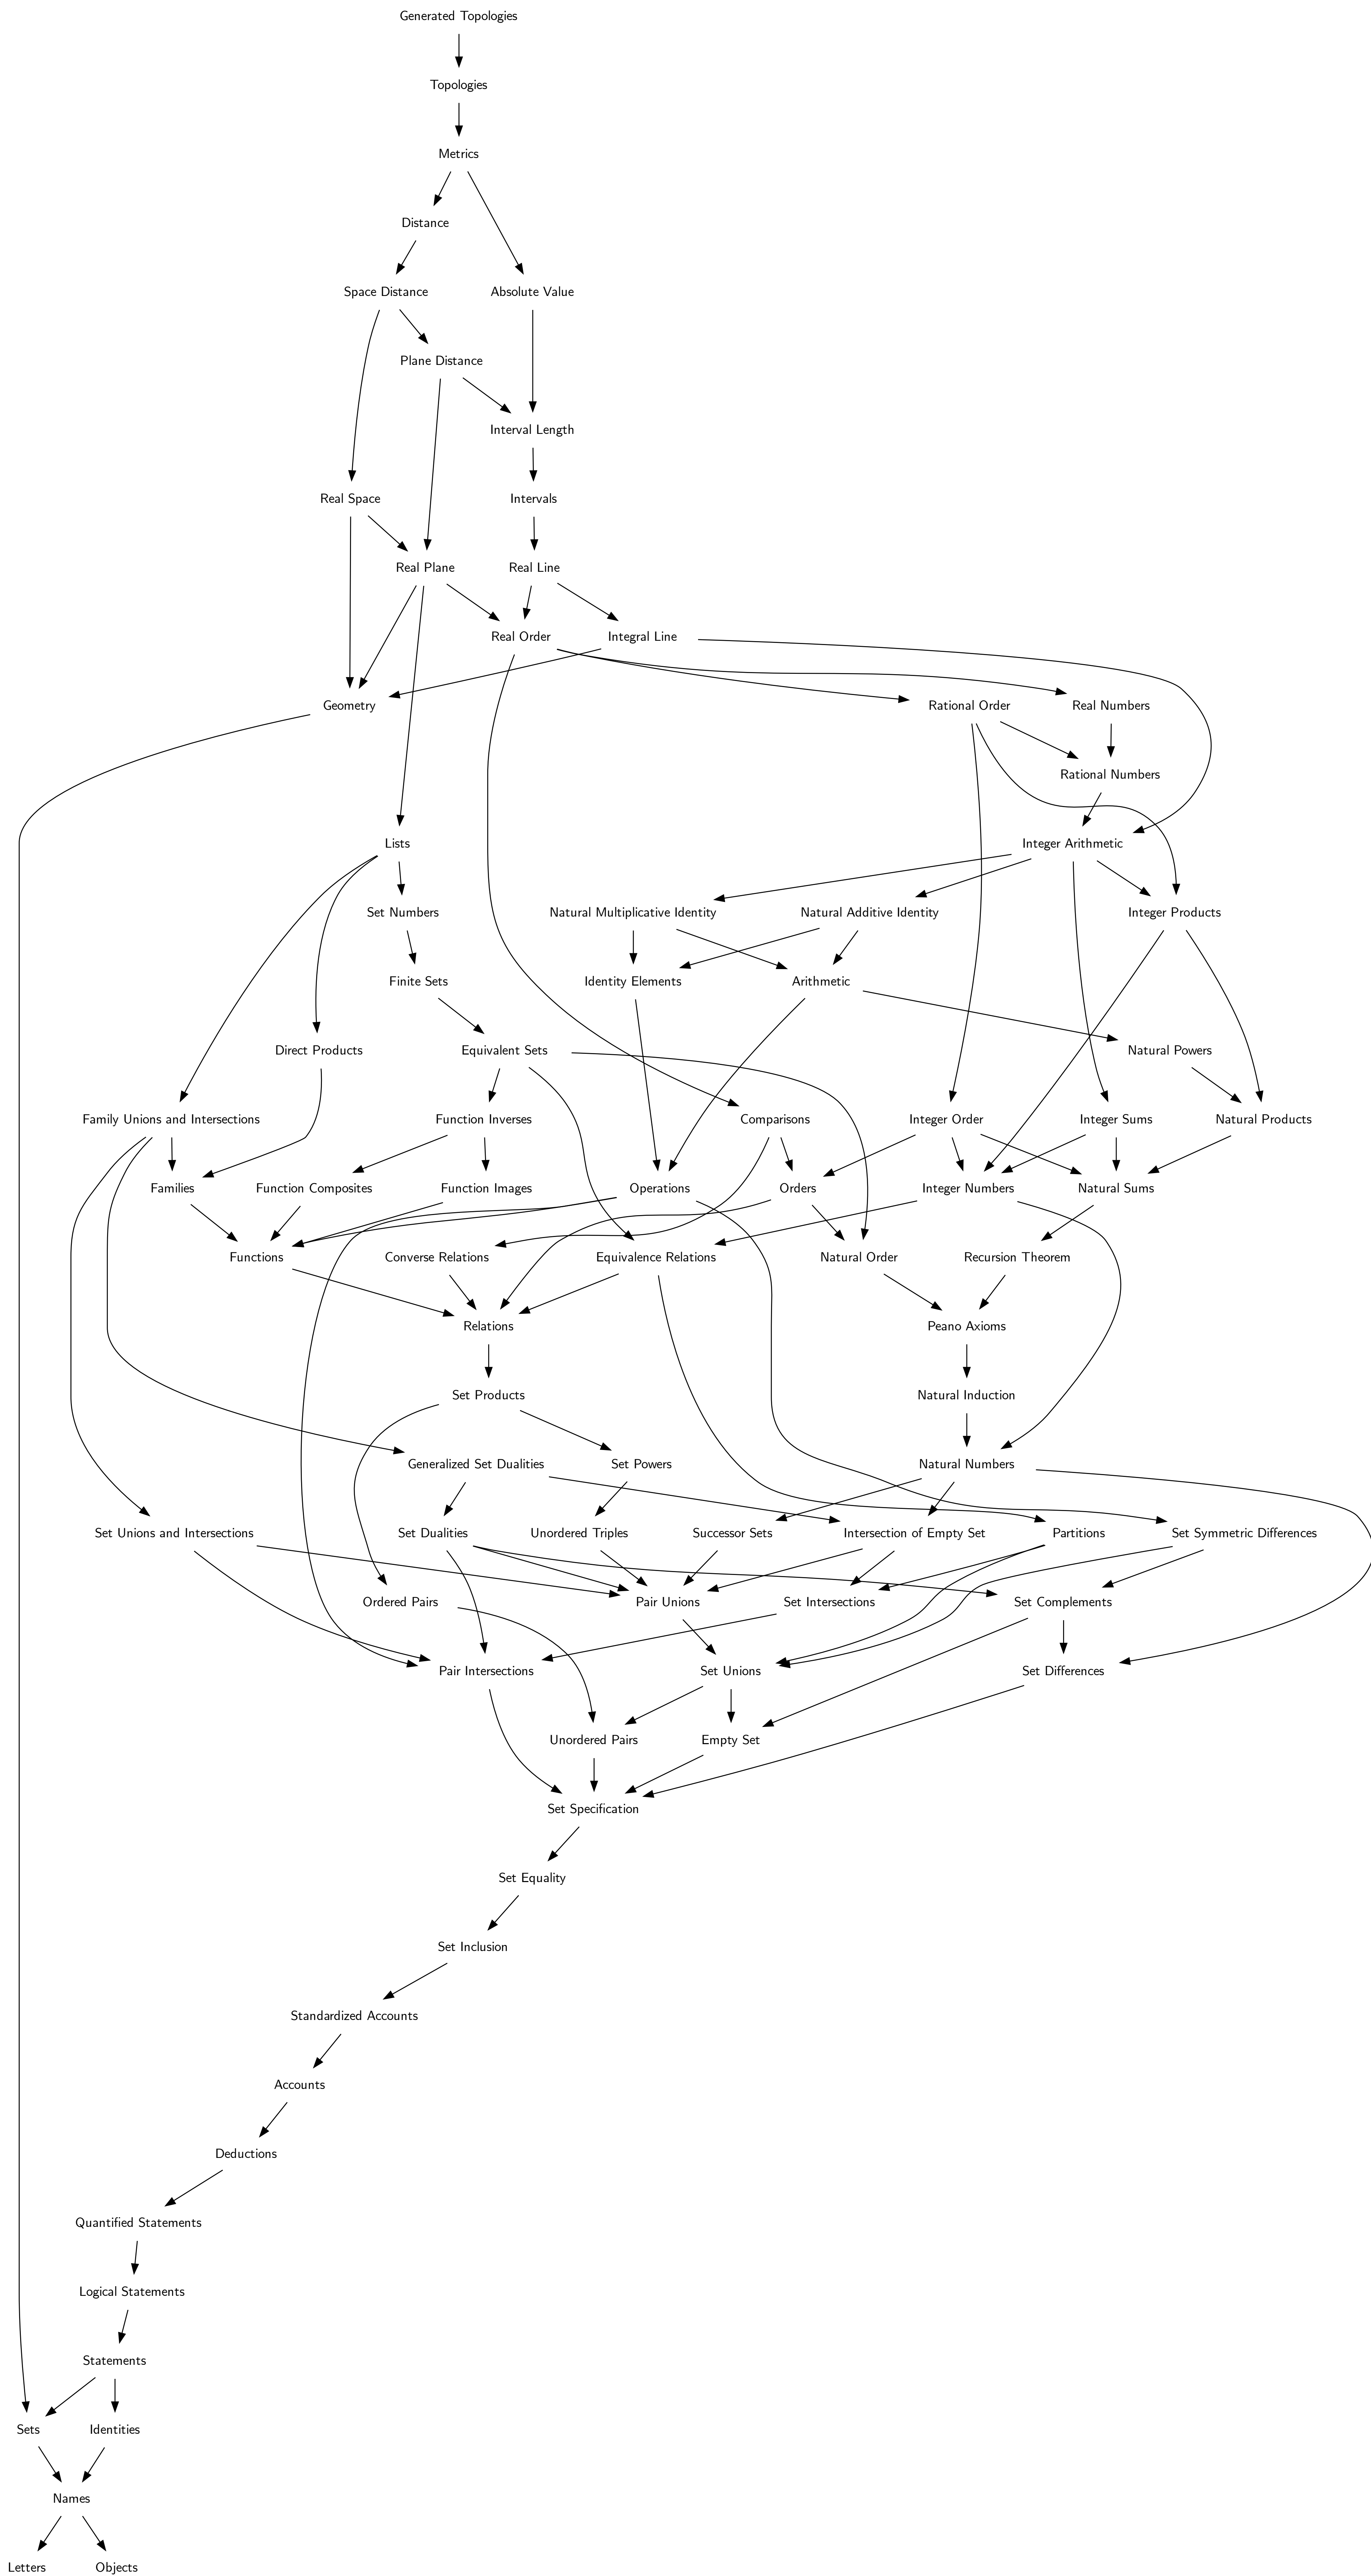 Generated Topologies
Topologies
Metrics
Distance
Space Distance
Absolute Value
Plane Distance
Interval Length
Real Space
Intervals
Real Plane
Real Line
Real Order
Integral Line
Geometry
Rational Order
Real Numbers
Rational Numbers
Lists
Integer Arithmetic
Set Numbers
Natural Multiplicative Identity
Natural Additive Identity
Integer Products
Finite Sets
Identity Elements
Arithmetic
Direct Products
Equivalent Sets
Natural Powers
Family Unions and Intersections
Function Inverses
Comparisons
Integer Order
Integer Sums
Natural Products
Families
Function Composites
Function Images
Operations
Orders
Integer Numbers
Natural Sums
Functions
Converse Relations
Equivalence Relations
Natural Order
Recursion Theorem
Relations
Peano Axioms
Set Products
Natural Induction
Generalized Set Dualities
Set Powers
Natural Numbers
Set Unions and Intersections
Set Dualities
Unordered Triples
Successor Sets
Intersection of Empty Set
Partitions
Set Symmetric Differences
Ordered Pairs
Pair Unions
Set Intersections
Set Complements
Pair Intersections
Set Unions
Set Differences
Unordered Pairs
Empty Set
Set Specification
Set Equality
Set Inclusion
Standardized Accounts
Accounts
Deductions
Quantified Statements
Logical Statements
Statements
Sets
Identities
Names
Letters
Objects